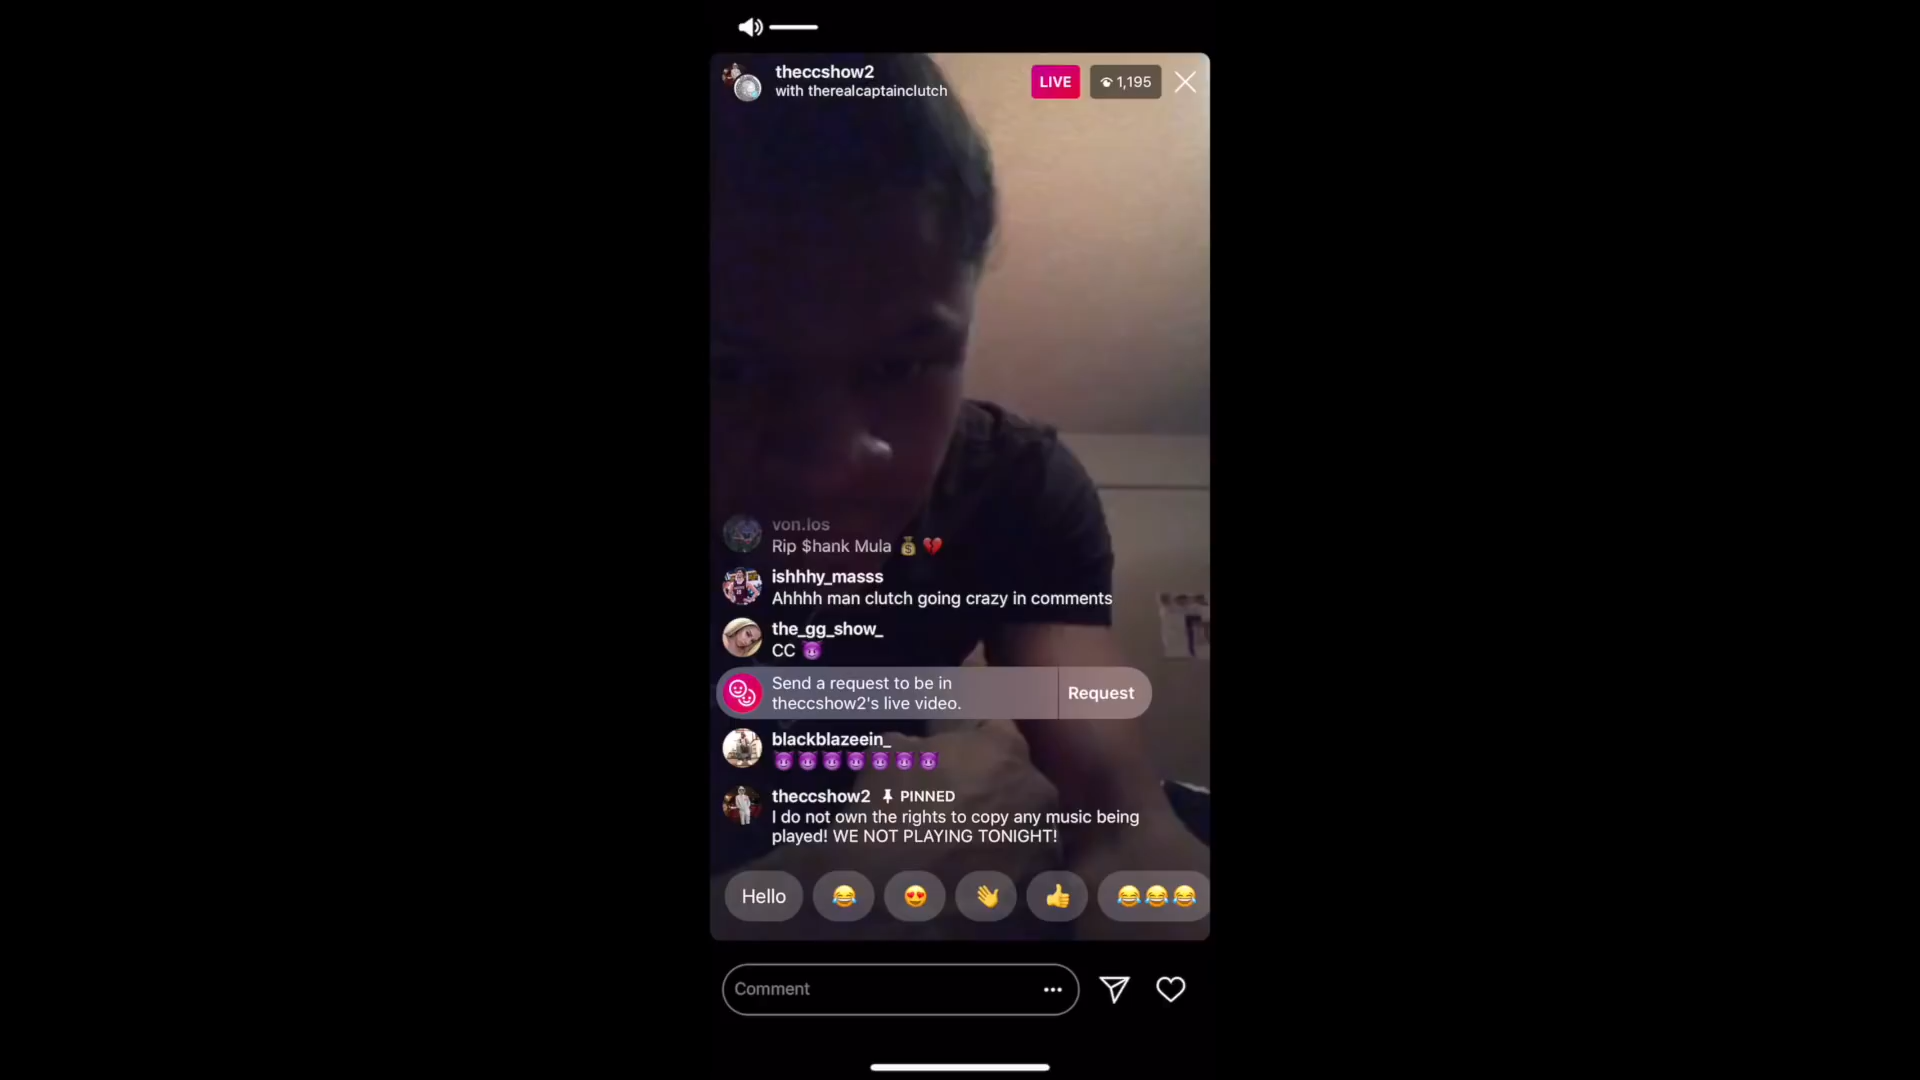 theccshow2
with therealcaptainclutch
LIVE
1,195
von.los
Rip $hank Mula 💰 💔
ishhhy_masss
Ahhhh man clutch going crazy in comments
the_gg_show_
CC 😈
Send a request to be in
theccshow2's live video.
Request
blackblazeein_
😈😈😈😈😈😈😈
theccshow2 📌 PINNED
I do not own the rights to copy any music being
played! WE NOT PLAYING TONIGHT!
Hello 😂 😍 👋 👍 😂😂😂
Comment